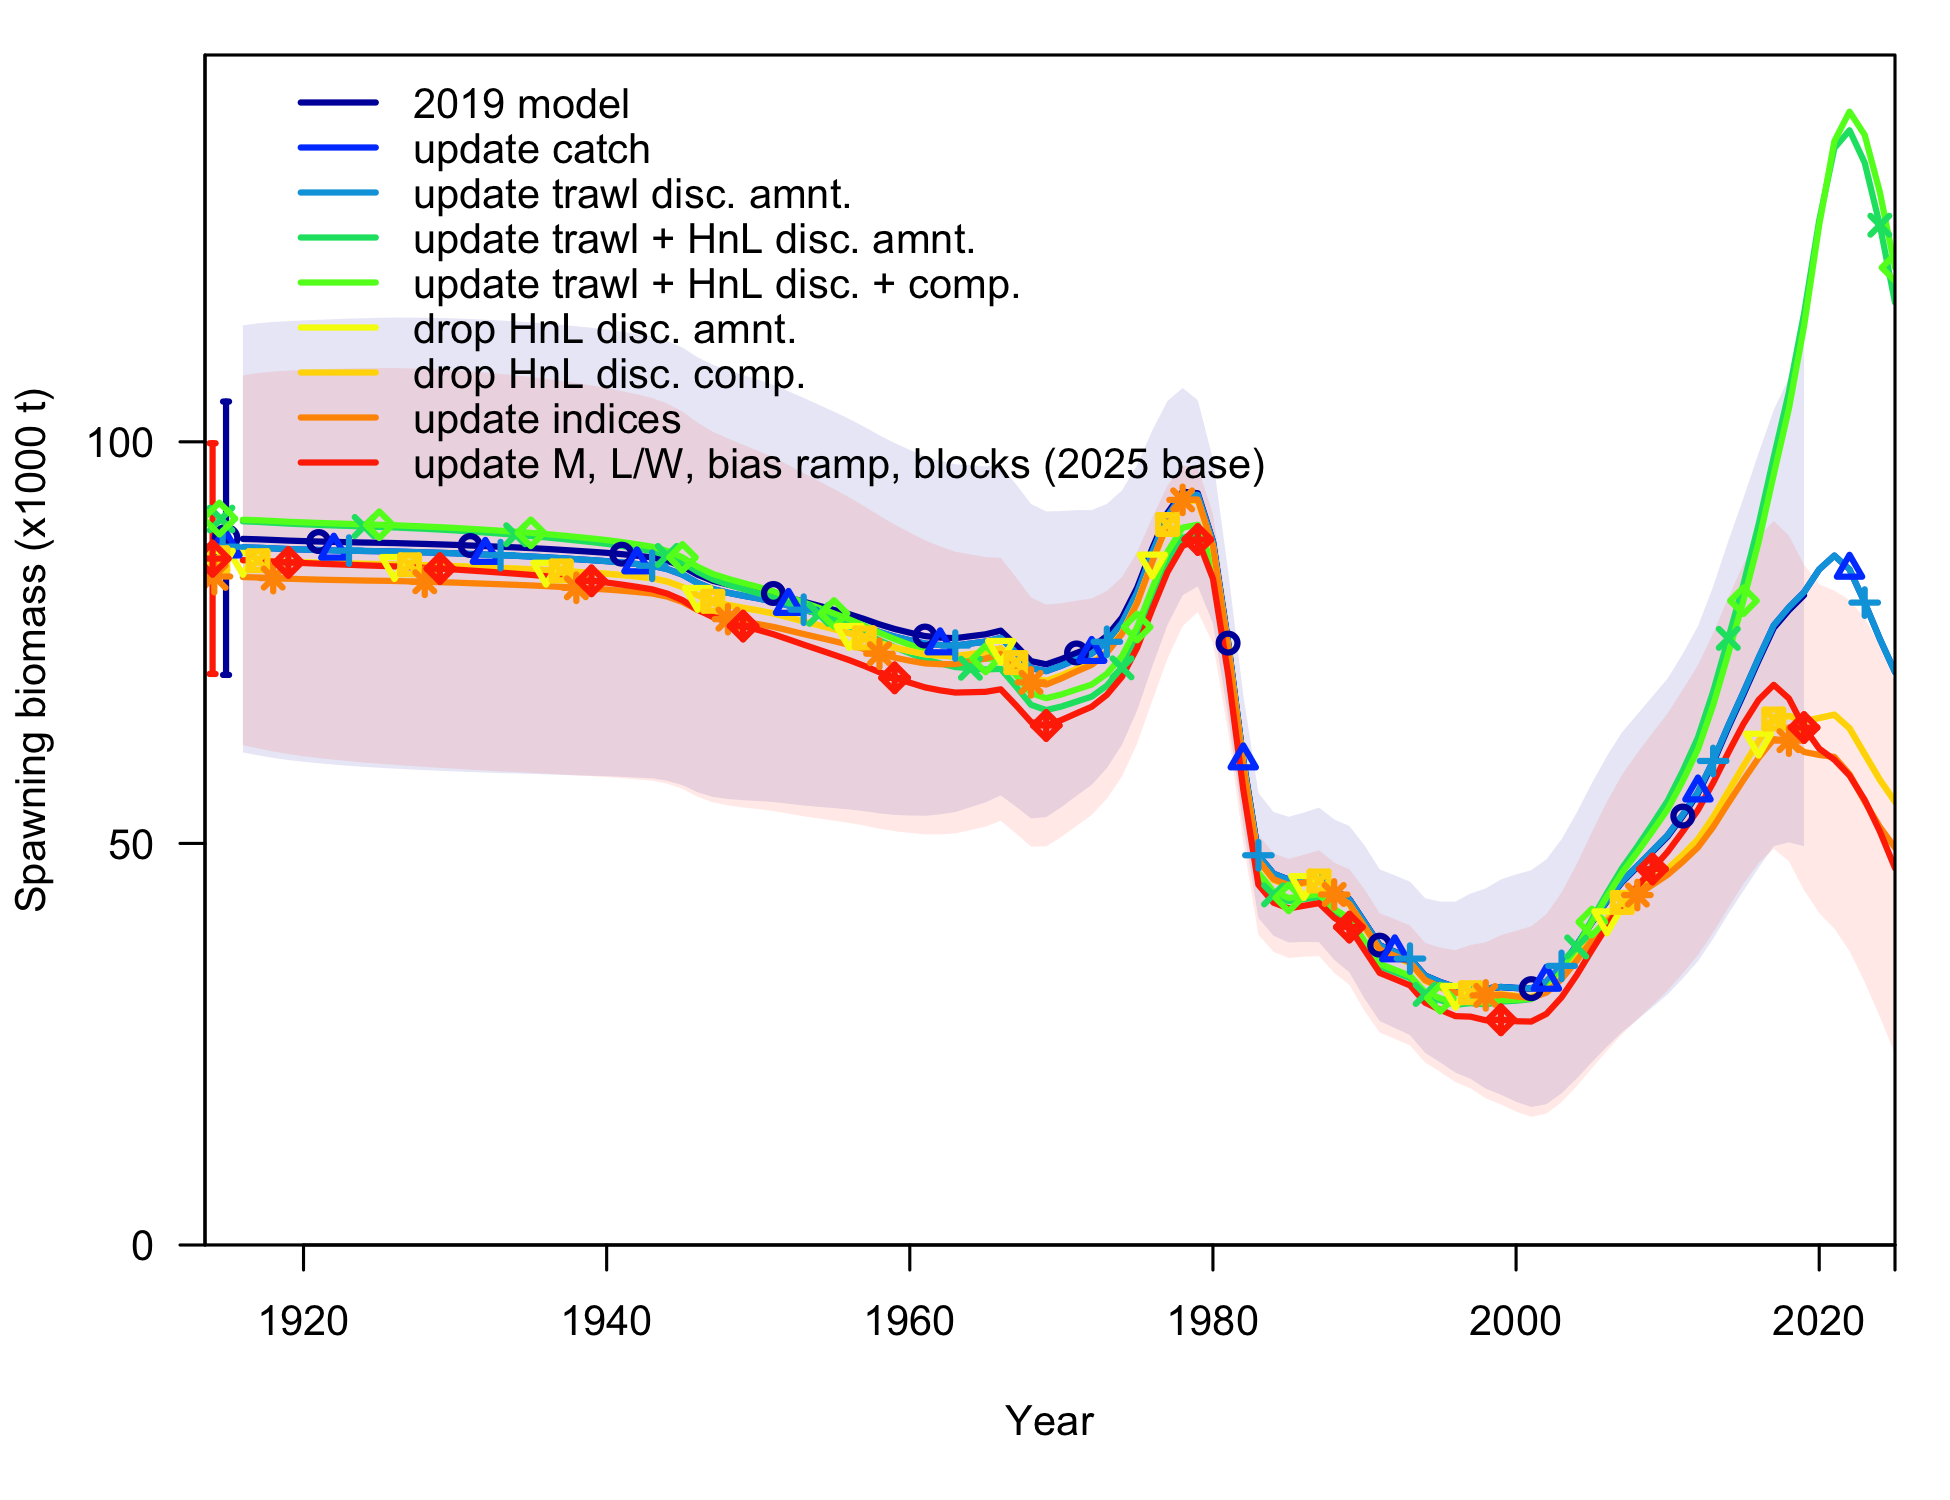 2019 model
update catch
update trawl disc. amnt.
update trawl + HnL disc. amnt.
update trawl + HnL disc. + comp.
drop HnL disc. amnt.
drop HnL disc. comp.
update indices
update M, L/W, bias ramp, blocks (2025 base)
Spawning biomass (x1000 t)
100
50
0
1920 1940 1960 1980 2000 2020
Year